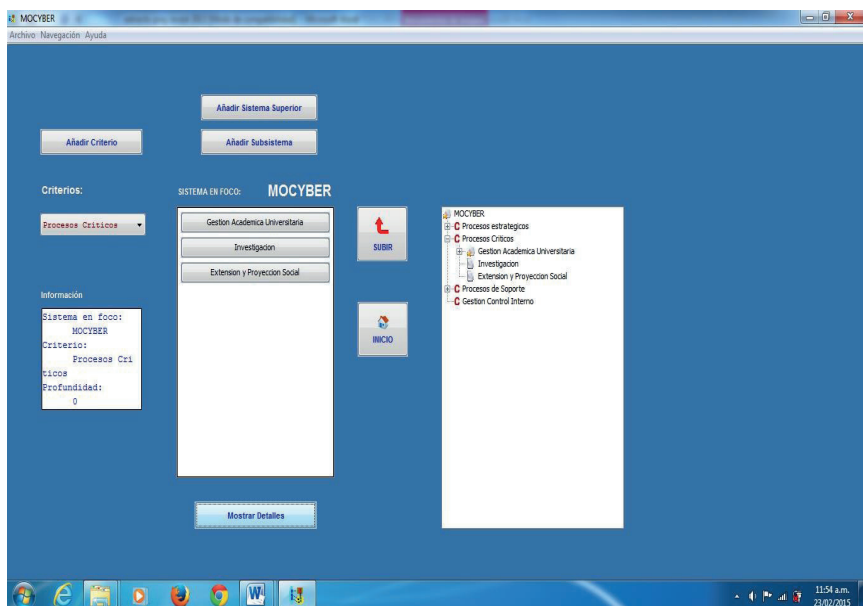 MOCYBER
Archivo Navegación Ayuda
Añadir Sistema Superior
Añadir Criterio
Añadir Subsistema
Criterios:
SISTEMA EN FOCO: MOCYBER
Procesos Criticos
Gestion Academica Universitaria
Investigacion
Extension y Proyeccion Social
SUBIR
INICIO
Información
Sistema en foco:
MOCYBER
Criterio:
Procesos Cri
ticos
Profundidad:
0
Mostrar Detalles
MOCYBER
C Procesos estrategicos
C Procesos Criticos
Gestion Academica Universitaria
Investigacion
Extension y Proyeccion Social
C Procesos de Soporte
C Gestion Control Interno
11:54 a.m.
23/02/2015